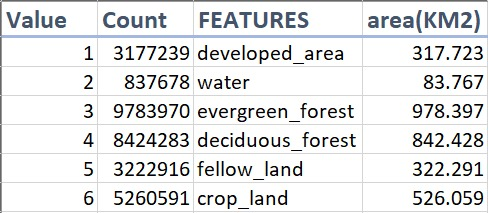 Value Count FEATURES area(KM2)
1 3177239 developed_area 317.723
2 837678 water 83.767
3 9783970 evergreen_forest 978.397
4 8424283 deciduous_forest 842.428
5 3222916 fellow_land 322.291
6 5260591 crop_land 526.059